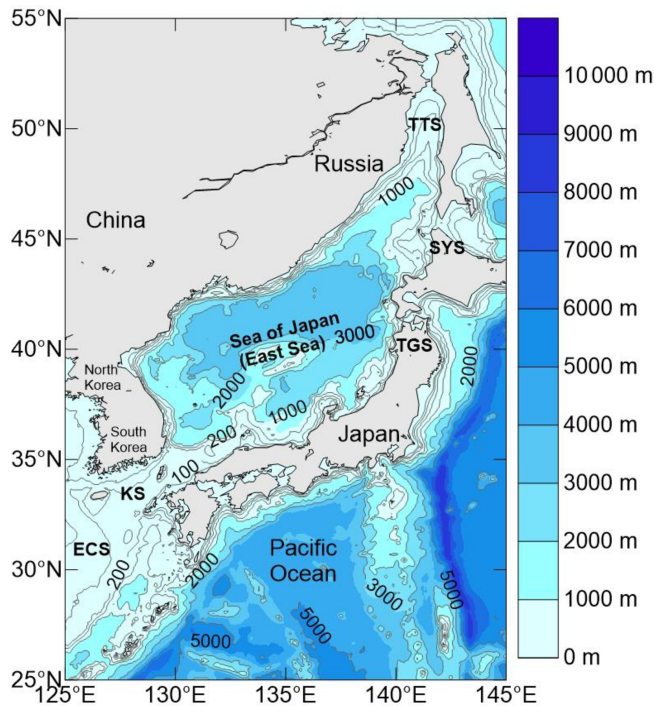 55°N
50°N
45°N
40°N
35°N
30°N
25°N
125°E
130°E
135°E
140°E
145°E
TTS
Russia
1000
China
SYS
Sea of Japan
(East Sea)
3000
TGS
North
Korea
2000
2000
1000
South
Korea
200
Japan
100
KS
ECS
200
2000
Pacific
Ocean
3000
5000
5000
5000
10 000 m
9000 m
8000 m
7000 m
6000 m
5000 m
4000 m
3000 m
2000 m
1000 m
0 m